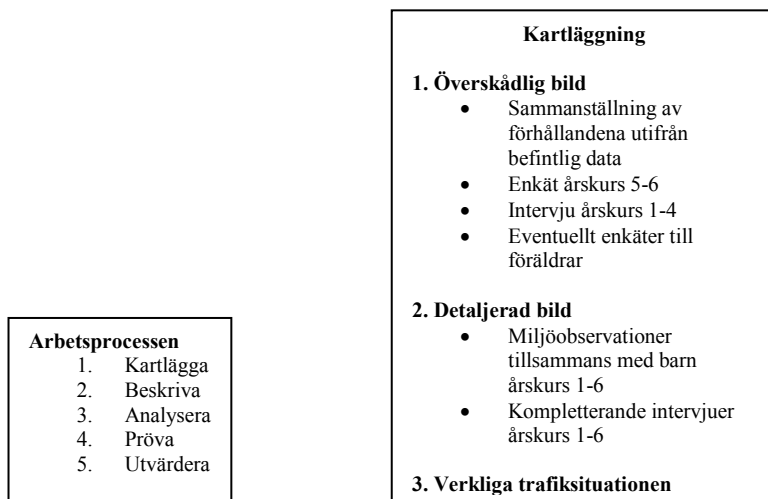 Kartläggning
1. Överskådlig bild
• Sammanställning av
förhållandena utifrån
befintlig data
• Enkät årskurs 5-6
• Intervju årskurs 1-4
• Eventuellt enkäter till
föräldrar
2. Detaljerad bild
• Miljöobservationer
tillsammans med barn
årskurs 1-6
• Kompletterande intervjuer
årskurs 1-6
3. Verkliga trafiksituationen
Arbetsprocessen
1. Kartlägga
2. Beskriva
3. Analysera
4. Pröva
5. Utvärdera